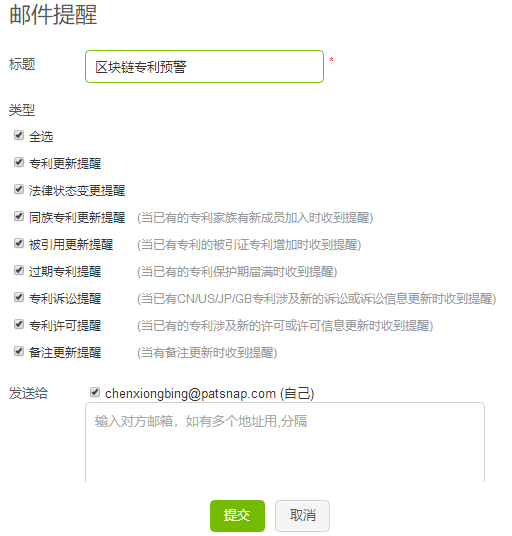 邮件提醒
标题 区块链专利预警 *
类型
全选
专利更新提醒
法律状态变更提醒
同族专利更新提醒 (当已有的专利家族有新成员加入时收到提醒)
被引用更新提醒 (当已有专利的被引证专利增加时收到提醒)
过期专利提醒 (当已有的专利保护期届满时收到提醒)
专利诉讼提醒 (当已有CN/US/JP/GB专利涉及新的诉讼或诉讼信息更新时收到提醒)
专利许可提醒 (当已有的专利涉及新的许可或许可信息更新时收到提醒)
备注更新提醒 (当有备注更新时收到提醒)
发送给 chenxiongbing@patsnap.com (自己)
输入对方邮箱，如有多个地址用,分隔
提交 取消